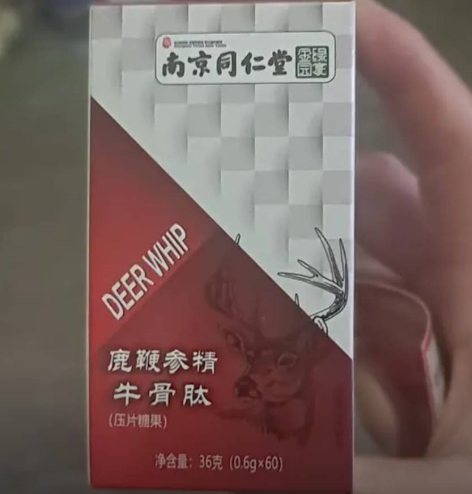 南京同仁堂
DEER WHIP
鹿鞭参精
牛骨肽
(压片糖果)
净含量：36克 (0.6g×60)